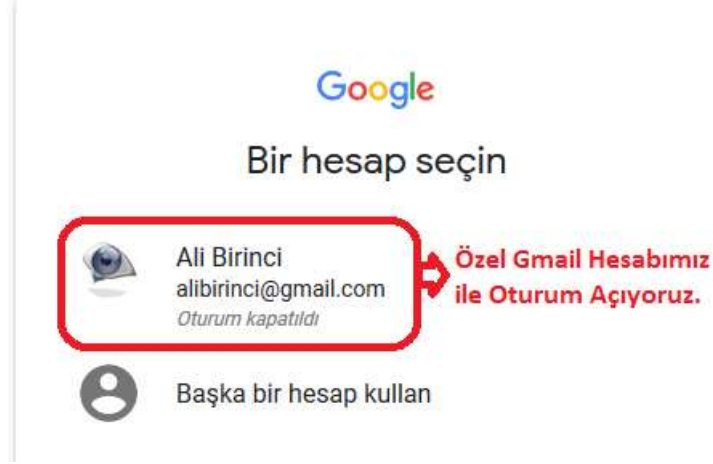 Google
Bir hesap seçin
Ali Birinci
alibirinci@gmail.com
Oturum kapatıldı
Özel Gmail Hesabımız
ile Oturum Açıyoruz.
Başka bir hesap kullan